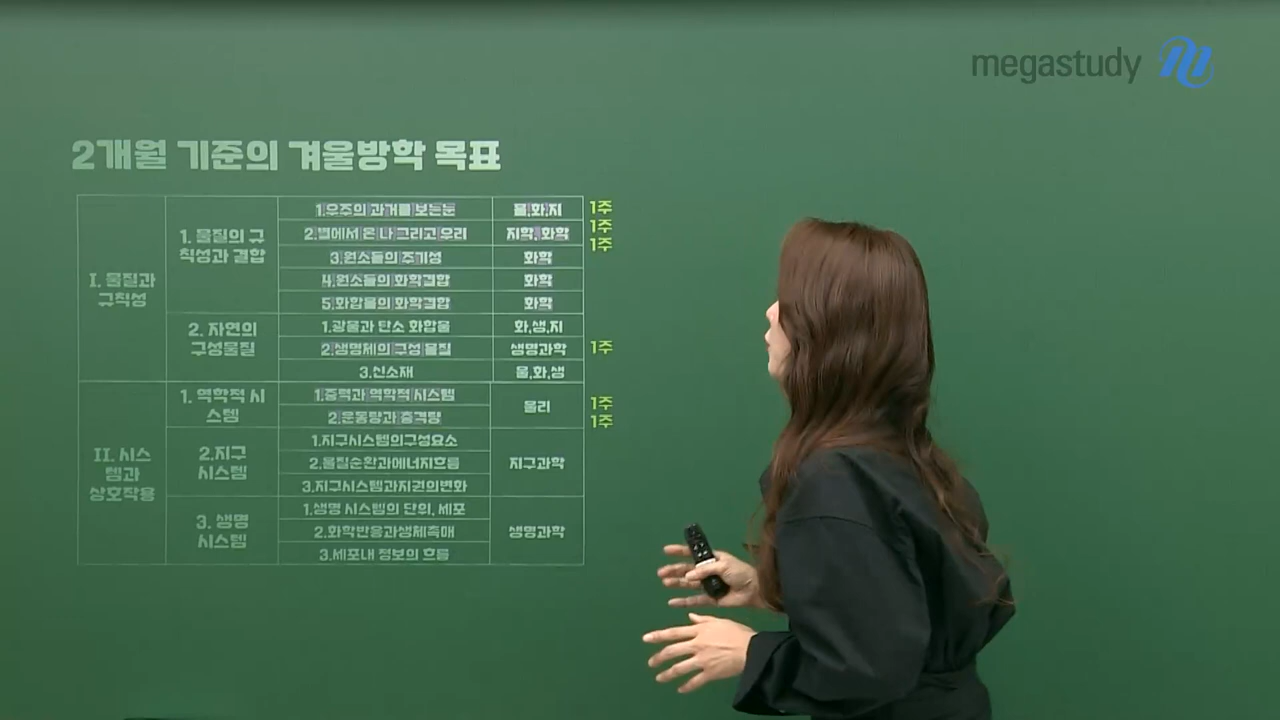 megastudy
2개월 기준의 겨울방학 목표
I. 물질과
규칙성
1. 물질의 규
칙성과 결합
1.우주의 과거를 보는눈
물,화,지
1주
2.별에서 온 나 그리고 우리
지학, 화학
1주
3.원소들의 주기성
화학
1주
4.원소들의 화학결합
화학
5.화합물의 화학결합
화학
2. 자연의
구성물질
1.광물과 탄소 화합물
화,생,지
2.생명체의 구성 물질
생명과학
1주
3.신소재
물,화,생
II. 시스
템과
상호작용
1. 역학적 시
스템
1.중력과 역학적 시스템
물리
1주
2.운동량과 충격량
1주
2.지구
시스템
1.지구시스템의구성요소
지구과학
2.물질순환과에너지흐름
3.지구시스템과지권의변화
3. 생명
시스템
1.생명 시스템의 단위, 세포
생명과학
2.화학반응과생체촉매
3.세포내 정보의 흐름